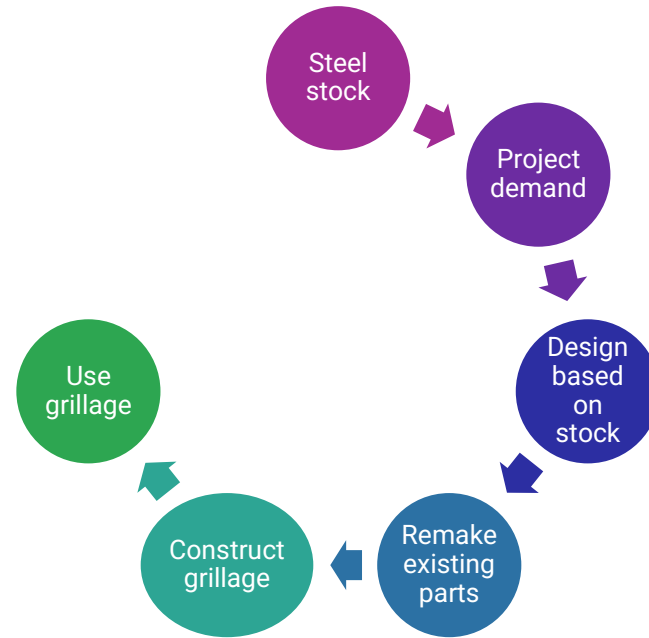 Steel
stock
Project
demand
Design
based
on
stock
Remake
existing
parts
Construct
grillage
Use
grillage